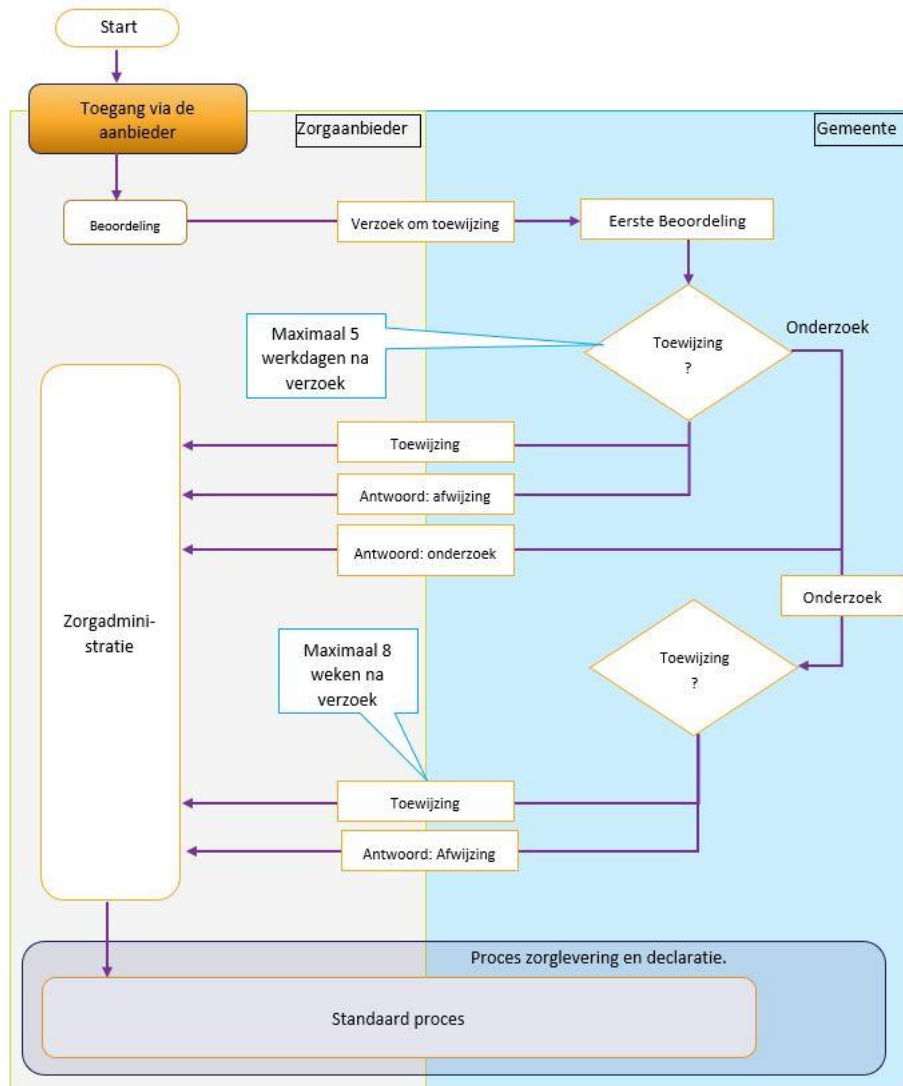 Start
Toegang via de
aanbieder
Zorgaanbieder
Gemeente
Beoordeling
Verzoek om toewijzing
Eerste Beoordeling
Maximaal 5
werkdagen na
verzoek
Toewijzing
?
Onderzoek
Toewijzing
Antwoord: afwijzing
Antwoord: onderzoek
Onderzoek
Zorgadmini-
stratie
Maximaal 8
weken na
verzoek
Toewijzing
?
Toewijzing
Antwoord: Afwijzing
Proces zorglevering en declaratie.
Standaard proces